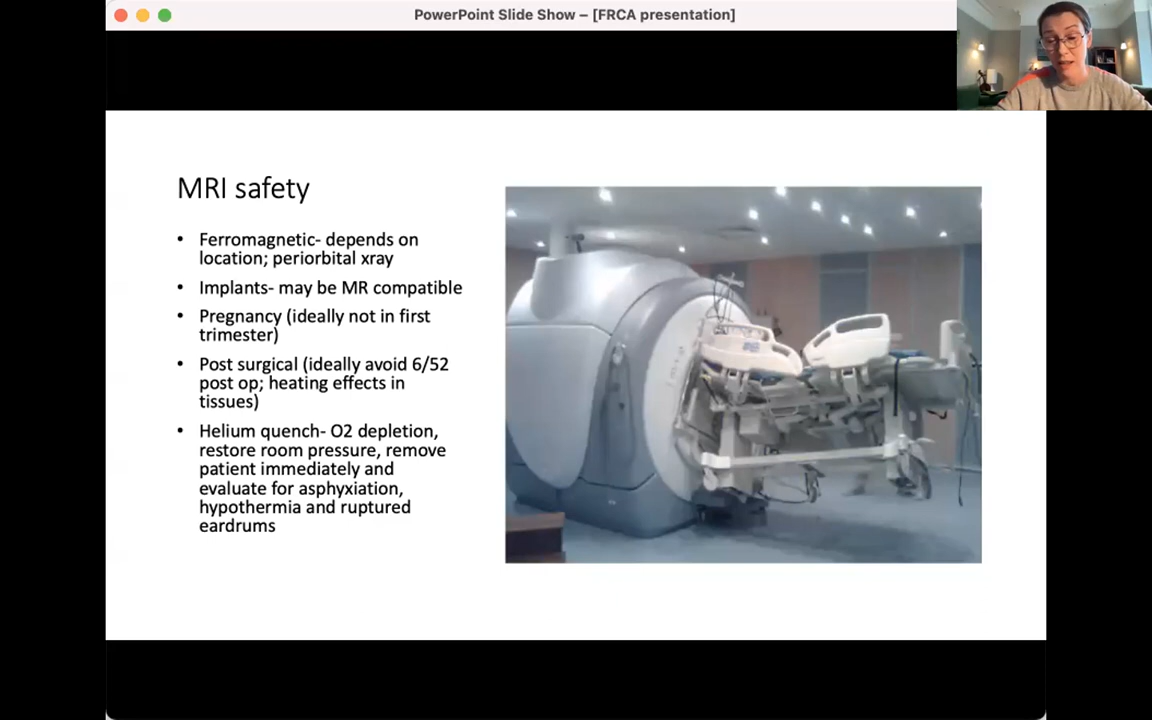 PowerPoint Slide Show – [FRCA presentation]
MRI safety
• Ferromagnetic- depends on
location; periorbital xray
• Implants- may be MR compatible
• Pregnancy (ideally not in first
trimester)
• Post surgical (ideally avoid 6/52
post op; heating effects in
tissues)
• Helium quench- O2 depletion,
restore room pressure, remove
patient immediately and
evaluate for asphyxiation,
hypothermia and ruptured
eardrums